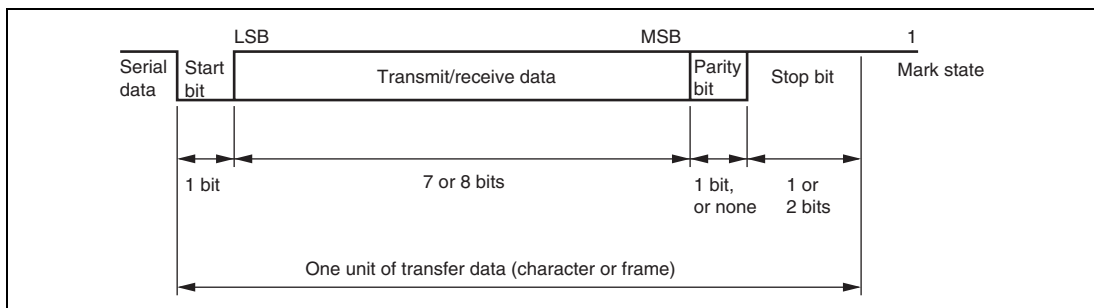 LSB
MSB
1
Serial
data
Start
bit
Transmit/receive data
Parity
bit
Stop bit
Mark state
1 bit
7 or 8 bits
1 bit,
or none
1 or
2 bits
One unit of transfer data (character or frame)